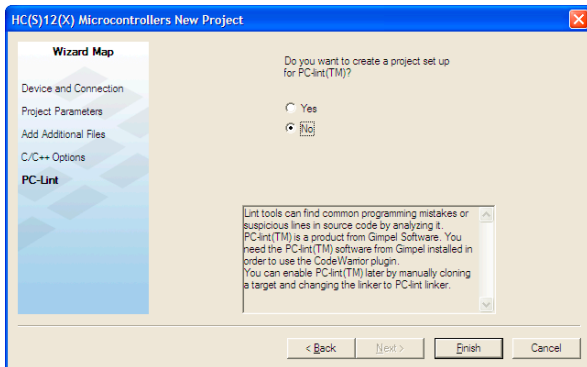 HC(S)12(X) Microcontrollers New Project
Wizard Map
Device and Connection
Project Parameters
Add Additional Files
C/C++ Options
PC-Lint
Do you want to create a project set up
for PC-lint(TM)?
Yes
No
Lint tools can find common programming mistakes or
suspicious lines in source code by analyzing it.
PC-lint(TM) is a product from Gimpel Software. You
need the PC-lint(TM) software from Gimpel installed in
order to use the CodeWarrior plugin.
You can enable PC-lint(TM) later by manually cloning
a target and changing the linker to PC-lint linker.
< Back
Next >
Finish
Cancel